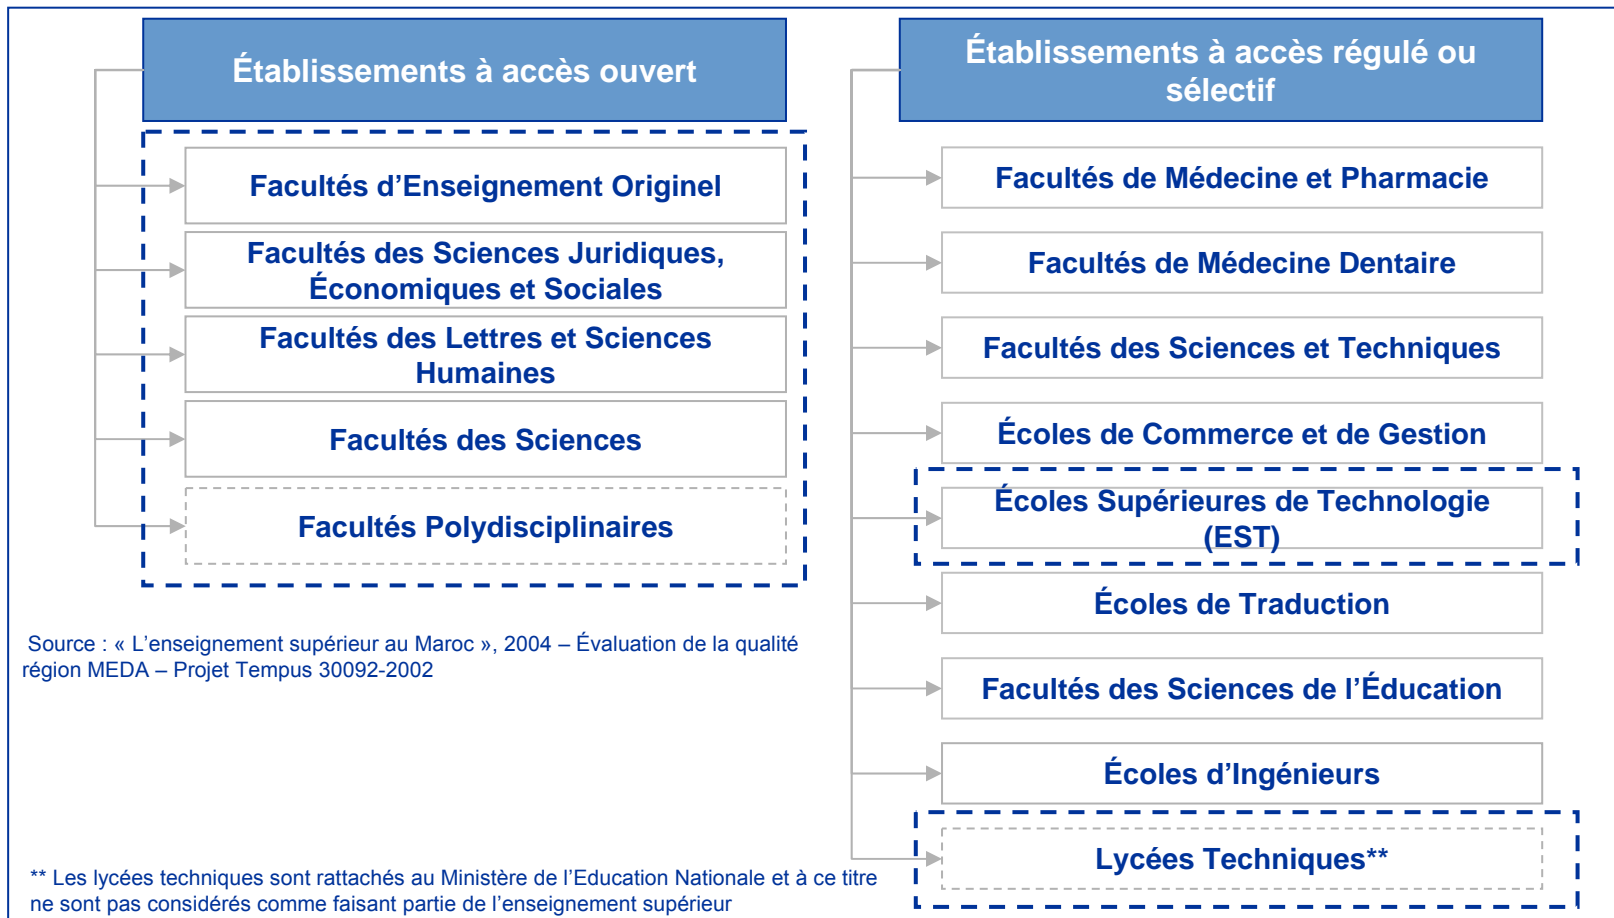 Établissements à accès ouvert
Facultés d'Enseignement Originel
Facultés des Sciences Juridiques,
Économiques et Sociales
Facultés des Lettres et Sciences
Humaines
Facultés des Sciences
Facultés Polydisciplinaires
Source : « L'enseignement supérieur au Maroc », 2004 – Évaluation de la qualité
région MEDA – Projet Tempus 30092-2002
Établissements à accès régulé ou
sélectif
Facultés de Médecine et Pharmacie
Facultés de Médecine Dentaire
Facultés des Sciences et Techniques
Écoles de Commerce et de Gestion
Écoles Supérieures de Technologie
(EST)
Écoles de Traduction
Facultés des Sciences de l'Éducation
Écoles d'Ingénieurs
Lycées Techniques**
** Les lycées techniques sont rattachés au Ministère de l'Education Nationale et à ce titre
ne sont pas considérés comme faisant partie de l'enseignement supérieur